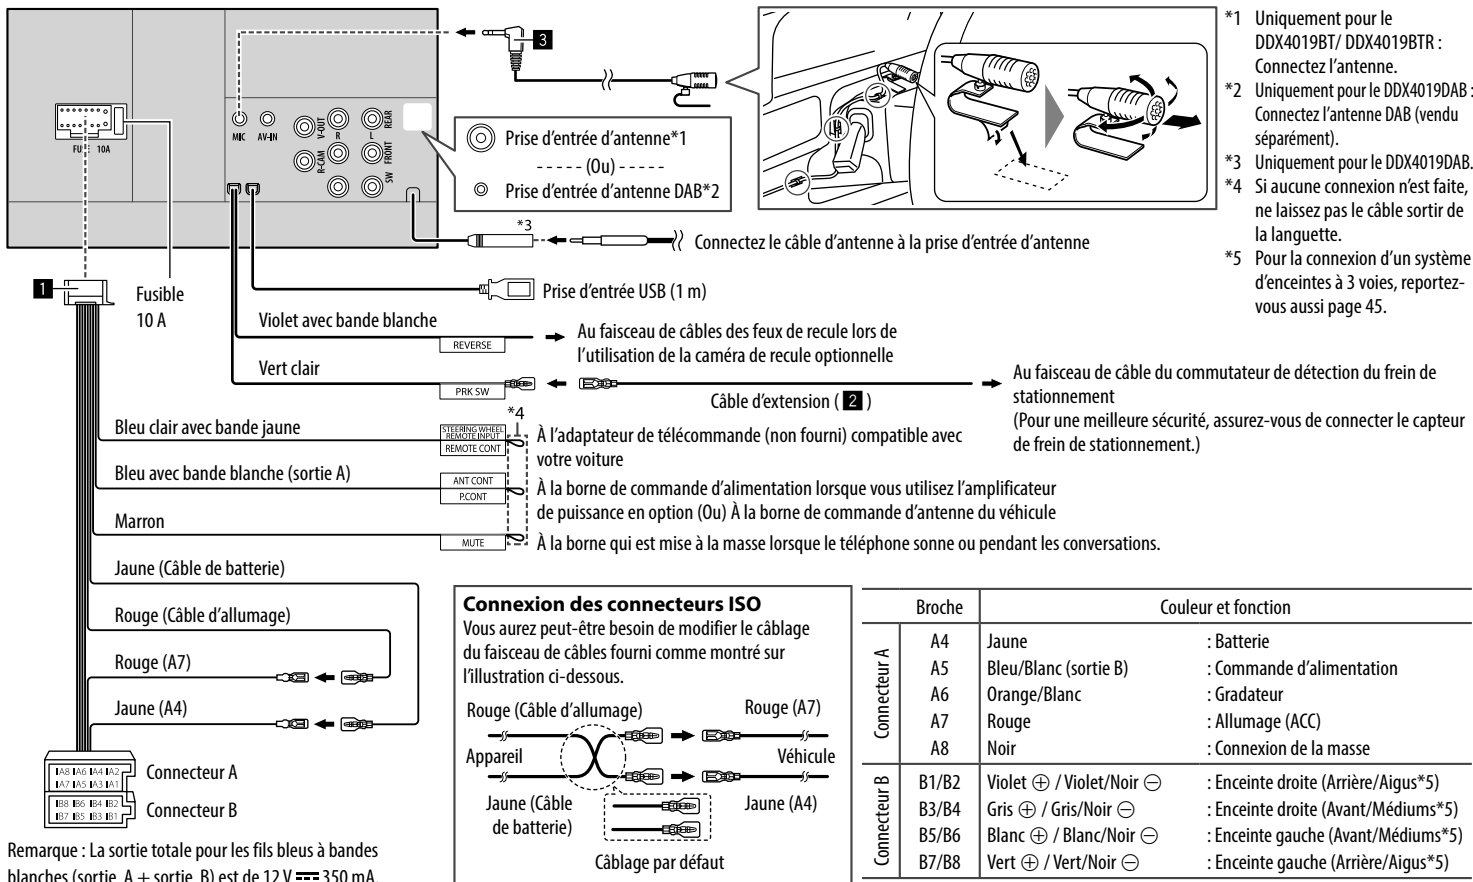 FUSE 10A
MIC
AV-IN
V-OUT
R-CAM
R
L
REAR
FRONT
SW
3
Prise d'entrée d'antenne*1
(Ou)
Prise d'entrée d'antenne DAB*2
*3
Connectez le câble d'antenne à la prise d'entrée d'antenne
*1 Uniquement pour le
DDX4019BT/ DDX4019BTR :
Connectez l'antenne.
*2 Uniquement pour le DDX4019DAB :
Connectez l'antenne DAB (vendu
séparément).
*3 Uniquement pour le DDX4019DAB.
*4 Si aucune connexion n'est faite,
ne laissez pas le câble sortir de
la languette.
*5 Pour la connexion d'un système
d'enceintes à 3 voies, reportez-
vous aussi page 45.
1
Fusible
10 A
Prise d'entrée USB (1 m)
Violet avec bande blanche
REVERSE
Au faisceau de câbles des feux de recule lors de
l'utilisation de la caméra de recule optionnelle
Vert clair
PRK SW
Câble d'extension ( 2 )
Au faisceau de câble du commutateur de détection du frein de
stationnement
(Pour une meilleure sécurité, assurez-vous de connecter le capteur
de frein de stationnement.)
*4
Bleu clair avec bande jaune
STEERING WHEEL
REMOTE INPUT
REMOTE CONT
À l'adaptateur de télécommande (non fourni) compatible avec
votre voiture
Bleu avec bande blanche (sortie A)
ANT CONT
P.CONT
À la borne de commande d'alimentation lorsque vous utilisez l'amplificateur
de puissance en option (Ou) À la borne de commande d'antenne du véhicule
Marron
MUTE
À la borne qui est mise à la masse lorsque le téléphone sonne ou pendant les conversations.
Jaune (Câble de batterie)
Rouge (Câble d'allumage)
Rouge (A7)
Jaune (A4)
A8 A6 A4 A2
A7 A5 A3 A1
Connecteur A
B8 B6 B4 B2
B7 B5 B3 B1
Connecteur B
Remarque : La sortie totale pour les fils bleus à bandes
blanches (sortie A + sortie B) est de 12 V 350 mA.
Connexion des connecteurs ISO
Vous aurez peut-être besoin de modifier le câblage
du faisceau de câbles fourni comme montré sur
l'illustration ci-dessous.
Rouge (Câble d'allumage)
Rouge (A7)
Appareil
Véhicule
Jaune (Câble
de batterie)
Jaune (A4)
Câblage par défaut
Broche Couleur et fonction
Connecteur A
A4 Jaune : Batterie
A5 Bleu/Blanc (sortie B) : Commande d'alimentation
A6 Orange/Blanc : Gradateur
A7 Rouge : Allumage (ACC)
A8 Noir : Connexion de la masse
Connecteur B
B1/B2 Violet ⊕ / Violet/Noir ⊖ : Enceinte droite (Arrière/Aigus*5)
B3/B4 Gris ⊕ / Gris/Noir ⊖ : Enceinte droite (Avant/Médiums*5)
B5/B6 Blanc ⊕ / Blanc/Noir ⊖ : Enceinte gauche (Avant/Médiums*5)
B7/B8 Vert ⊕ / Vert/Noir ⊖ : Enceinte gauche (Arrière/Aigus*5)